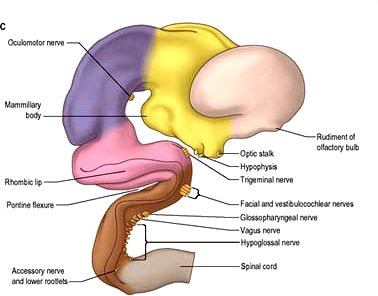 C
Oculomotor nerve
Mammillary
body
Rudiment of
olfactory bulb
Optic stalk
Hypophysis
Trigeminal nerve
Rhombic lip
Pontine flexure
Facial and vestibulocochlear nerves
Glossopharyngeal nerve
Vagus nerve
Hypoglossal nerve
Accessory nerve
and lower rootlets
Spinal cord